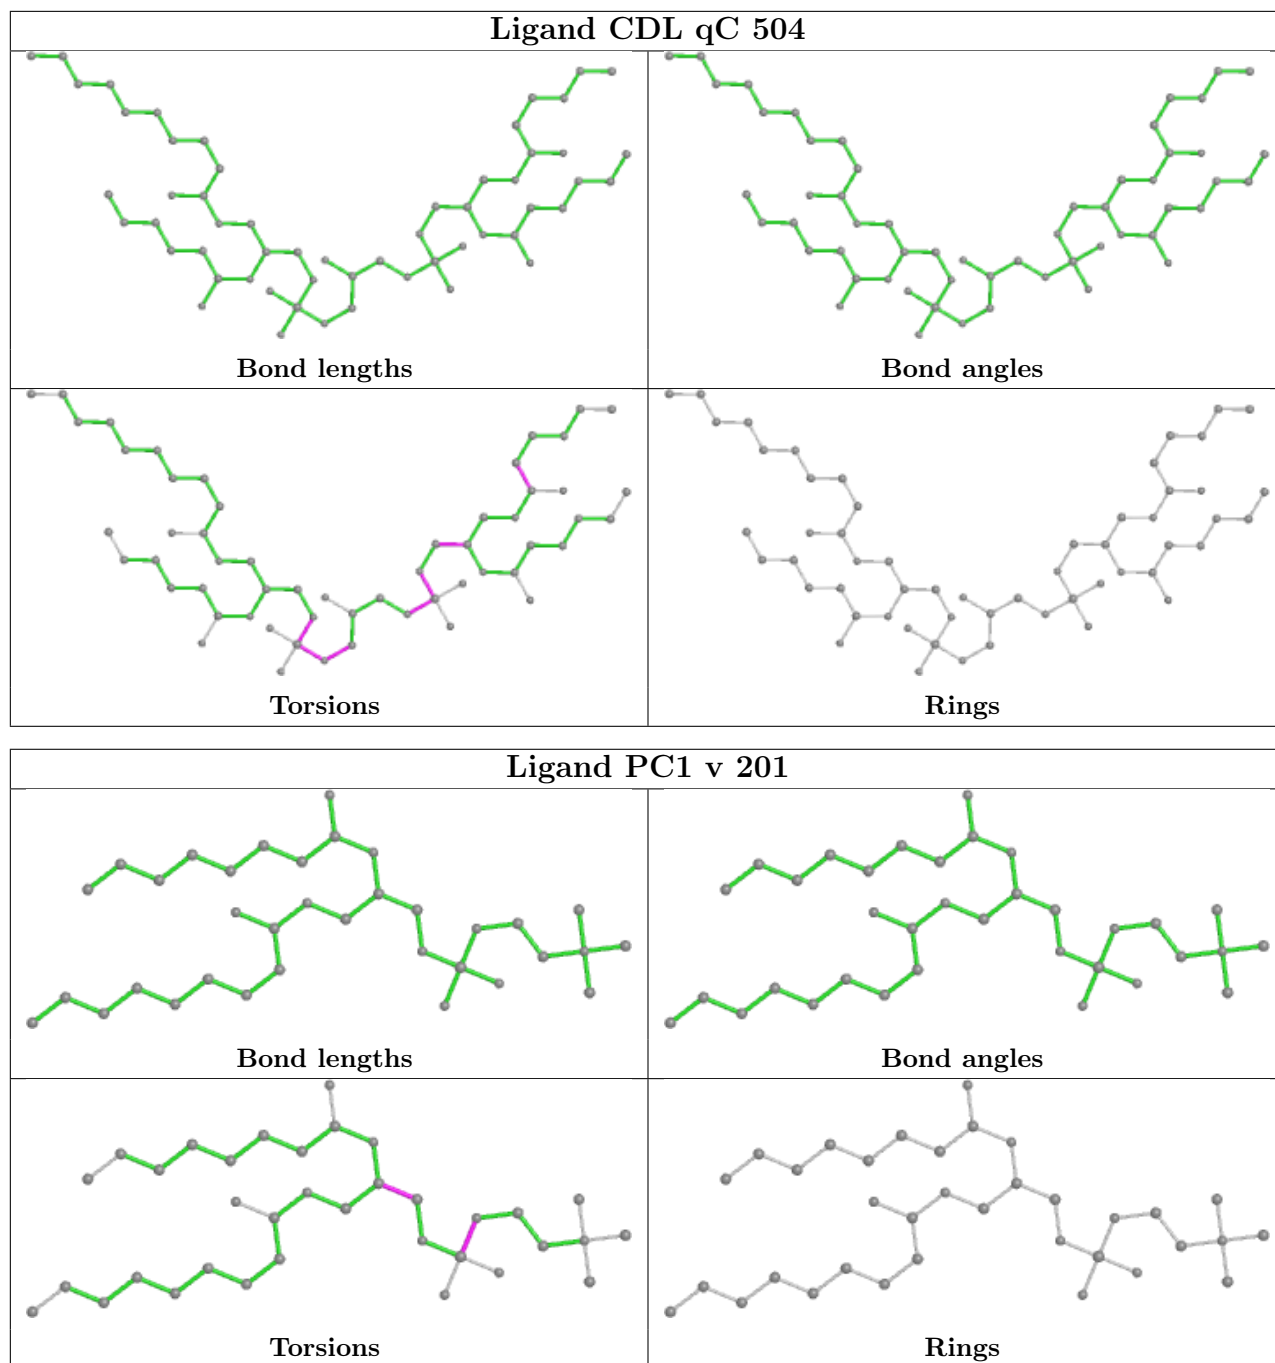 Ligand CDL qC 504
Bond lengths
Bond angles
Torsions
Rings
Ligand PC1 v 201
Bond lengths
Bond angles
Torsions
Rings